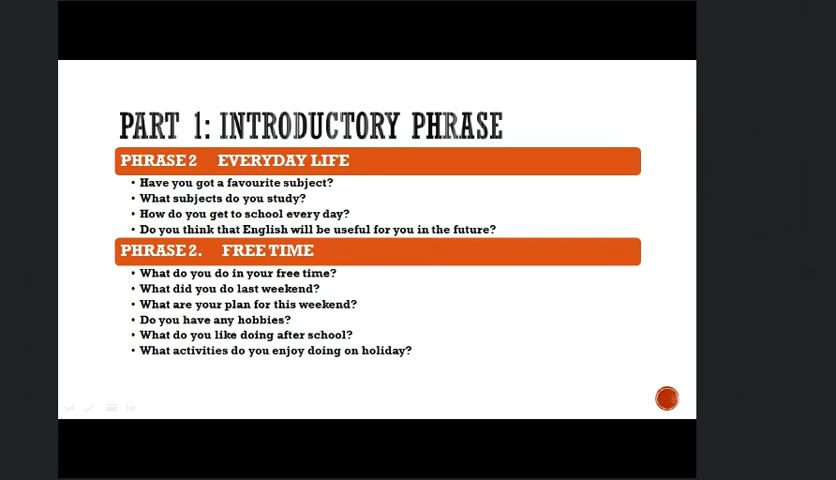 PART 1: INTRODUCTORY PHRASE
PHRASE 2 EVERYDAY LIFE
• Have you got a favourite subject?
• What subjects do you study?
• How do you get to school every day?
• Do you think that English will be useful for you in the future?
PHRASE 2. FREE TIME
• What do you do in your free time?
• What did you do last weekend?
• What are your plan for this weekend?
• Do you have any hobbies?
• What do you like doing after school?
• What activities do you enjoy doing on holiday?